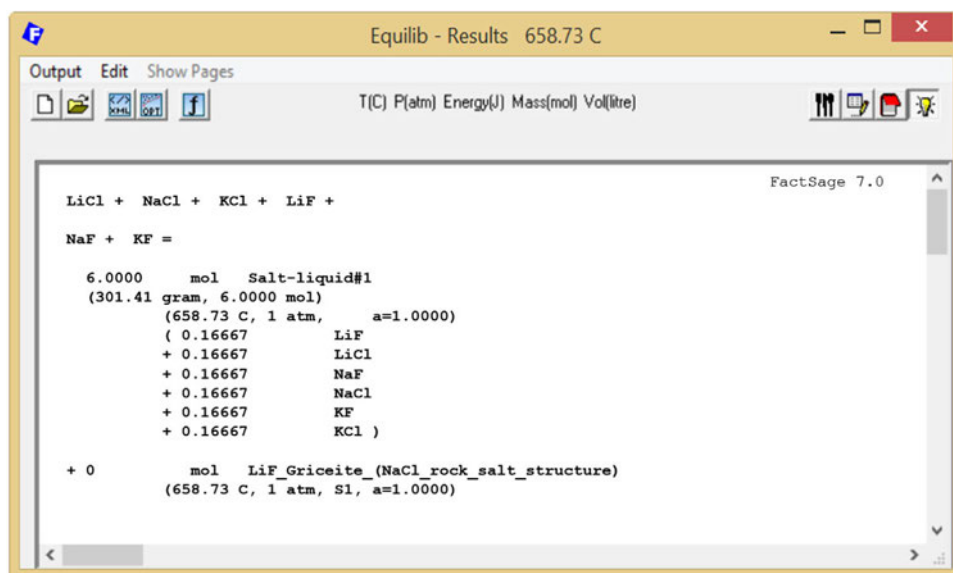 Equilib - Results 658.73 C
Output Edit Show Pages
T(C) P(atm) Energy(J) Mass(mol) Vol(litre)
FactSage 7.0
LiCl + NaCl + KCl + LiF +
NaF + KF =
6.0000 mol Salt-liquid#1
(301.41 gram, 6.0000 mol)
(658.73 C, 1 atm, a=1.0000)
( 0.16667 LiF
+ 0.16667 LiCl
+ 0.16667 NaF
+ 0.16667 NaCl
+ 0.16667 KF
+ 0.16667 KCl )
+ 0 mol LiF_Griceite_(NaCl_rock_salt_structure)
(658.73 C, 1 atm, S1, a=1.0000)